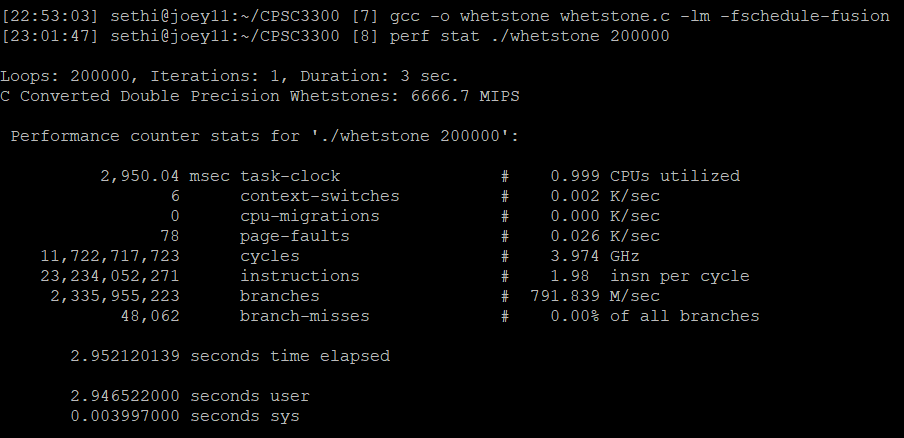 [22:53:03] sethi@joey11:~/CPSC3300 [7] gcc -o whetstone whetstone.c -lm -fschedule-fusion
[23:01:47] sethi@joey11:~/CPSC3300 [8] perf stat ./whetstone 200000
Loops: 200000, Iterations: 1, Duration: 3 sec.
C Converted Double Precision Whetstones: 6666.7 MIPS
Performance counter stats for './whetstone 200000':
2,950.04 msec task-clock # 0.999 CPUs utilized
6 context-switches # 0.002 K/sec
0 cpu-migrations # 0.000 K/sec
78 page-faults # 0.026 K/sec
11,722,717,723 cycles # 3.974 GHz
23,234,052,271 instructions # 1.98 insn per cycle
2,335,955,223 branches # 791.839 M/sec
48,062 branch-misses # 0.00% of all branches
2.952120139 seconds time elapsed
2.946522000 seconds user
0.003997000 seconds sys